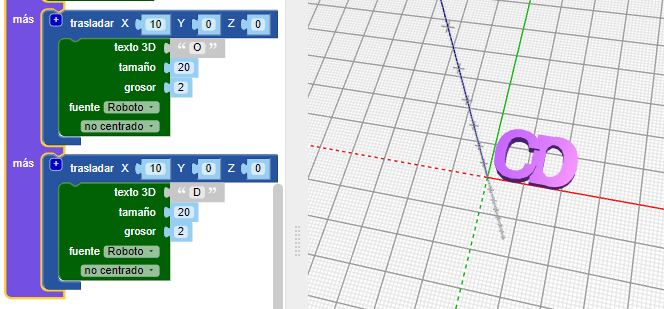 más
+ trasladar X 10 Y 0 Z 0
texto 3D “ O ”
tamaño 20
grosor 2
fuente Roboto
no centrado
más
+ trasladar X 10 Y 0 Z 0
texto 3D “ D ”
tamaño 20
grosor 2
fuente Roboto
no centrado
CD